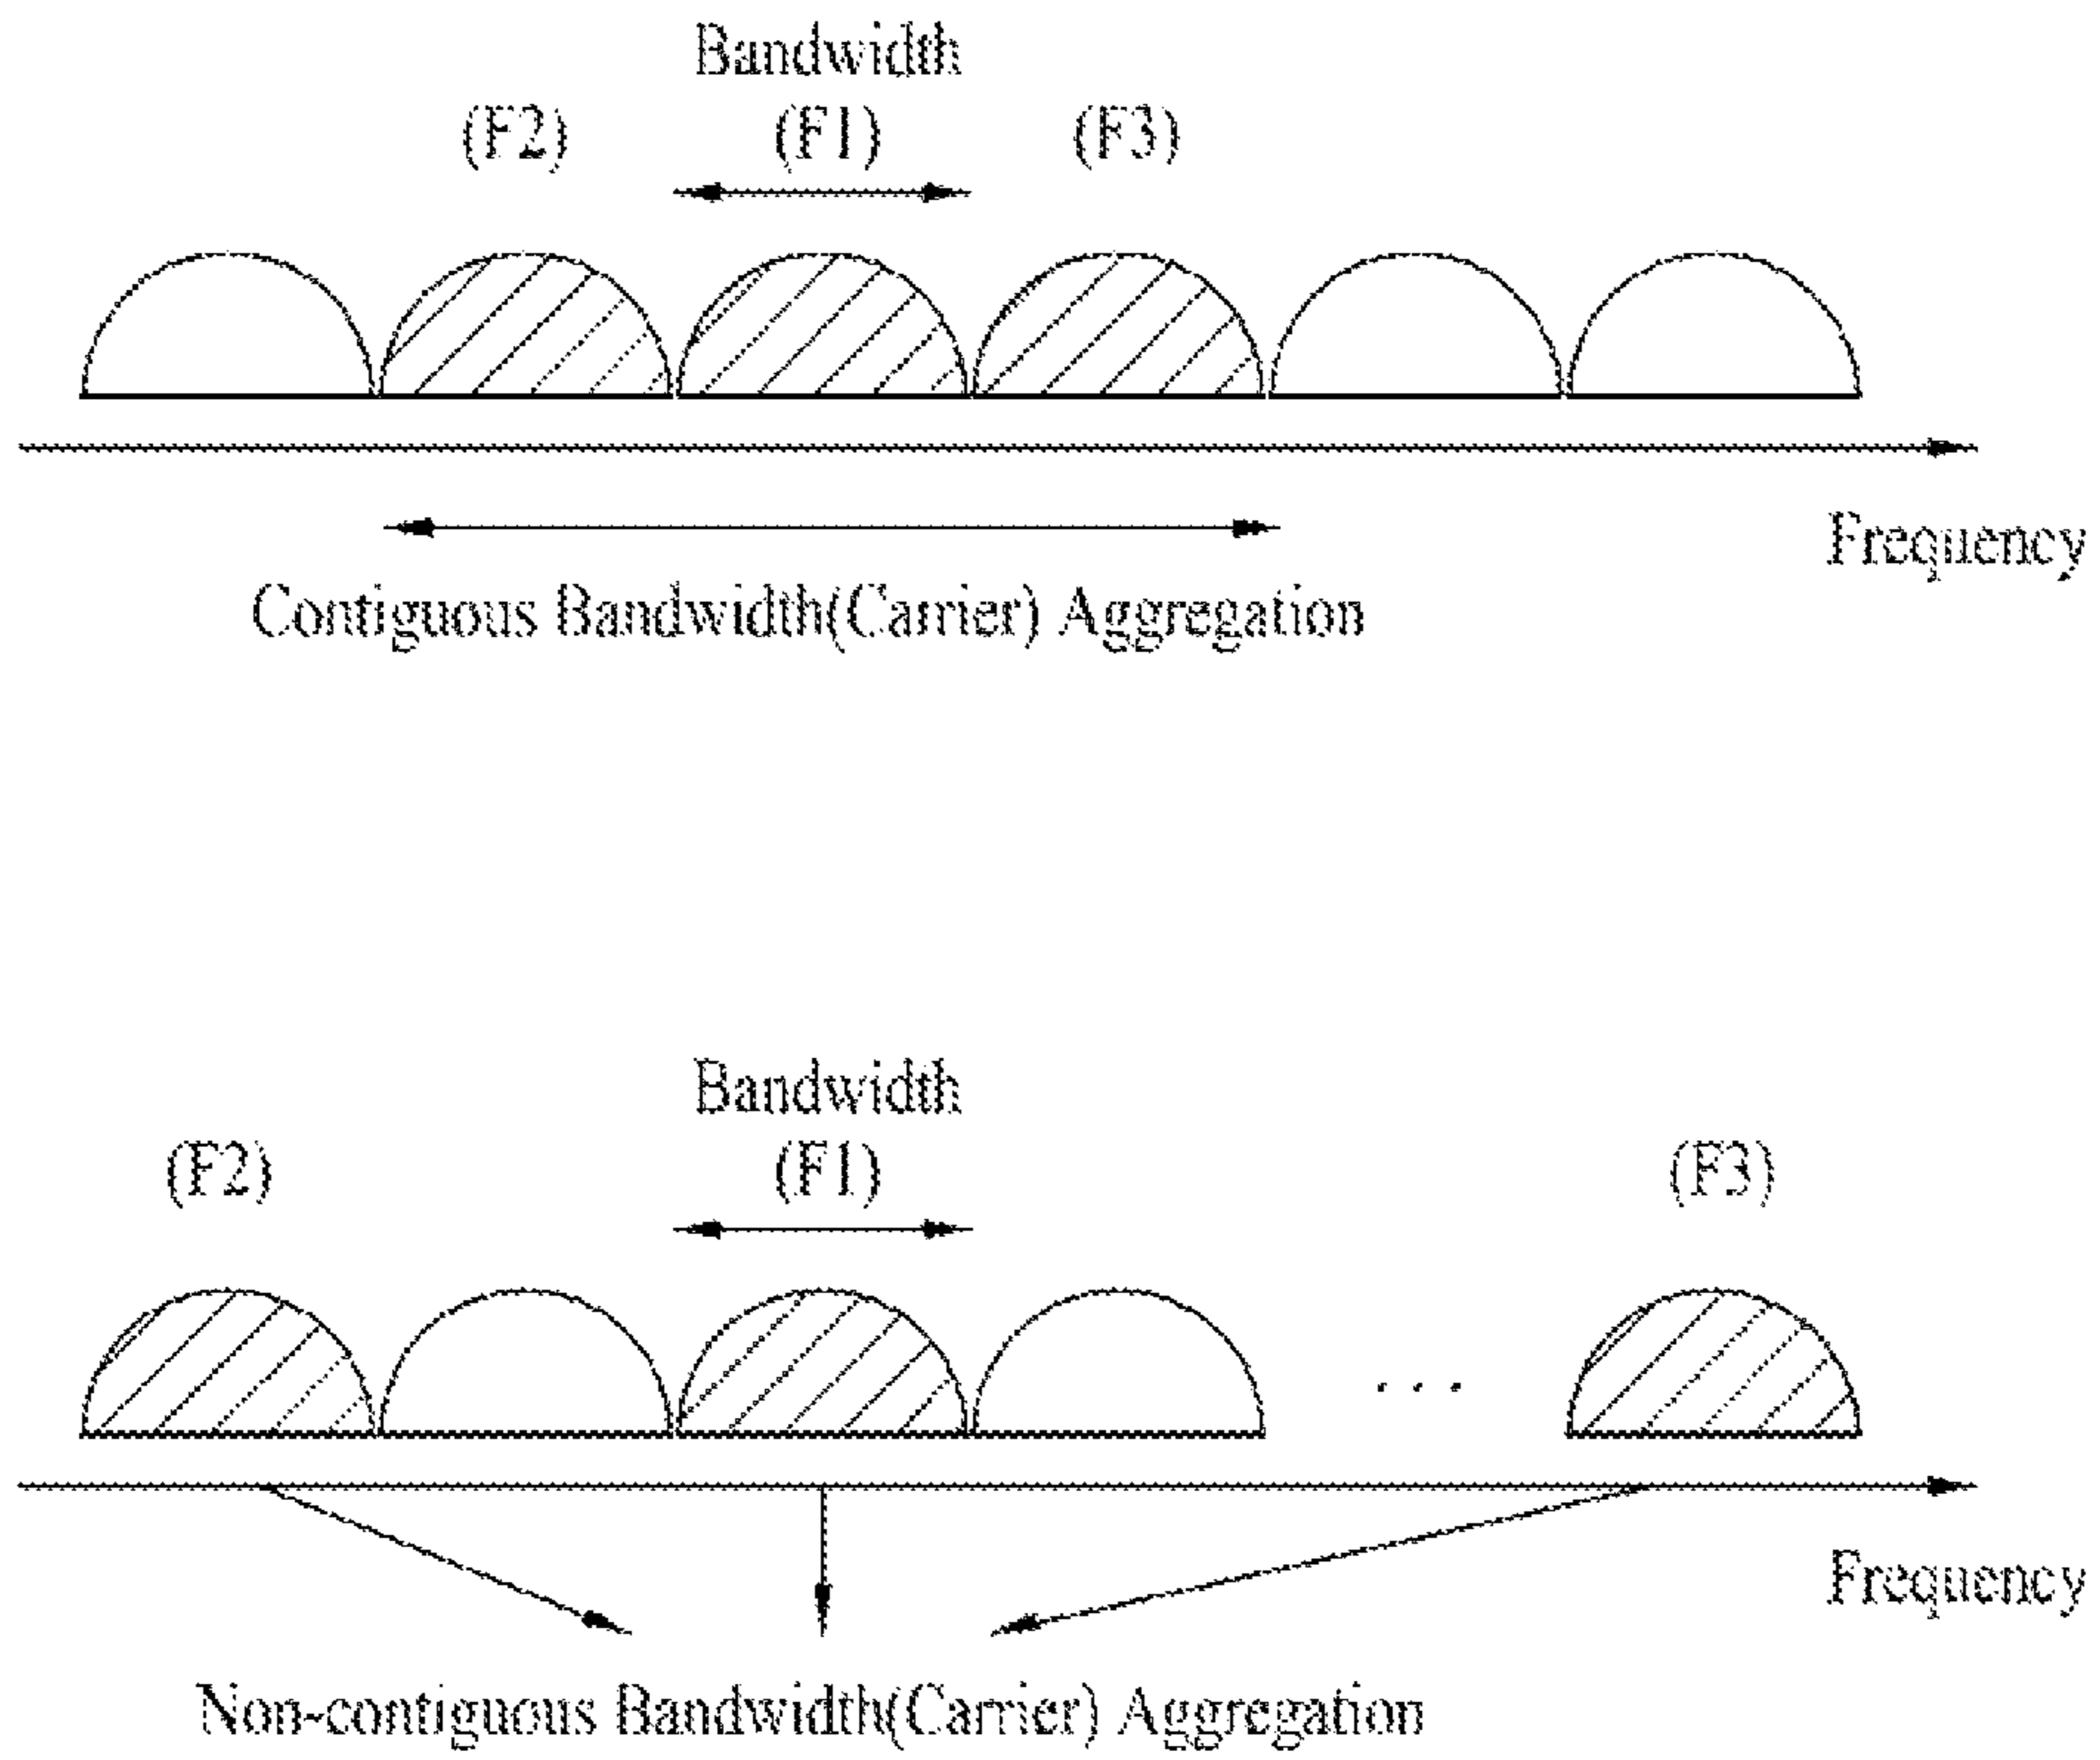 Bandwidth
(F2) (F1) (F3)
Frequency
Contiguous Bandwidth(Carrier) Aggregation
Bandwidth
(F2) (F1) (F3)
. . .
Frequency
Non-contiguous Bandwidth(Carrier) Aggregation